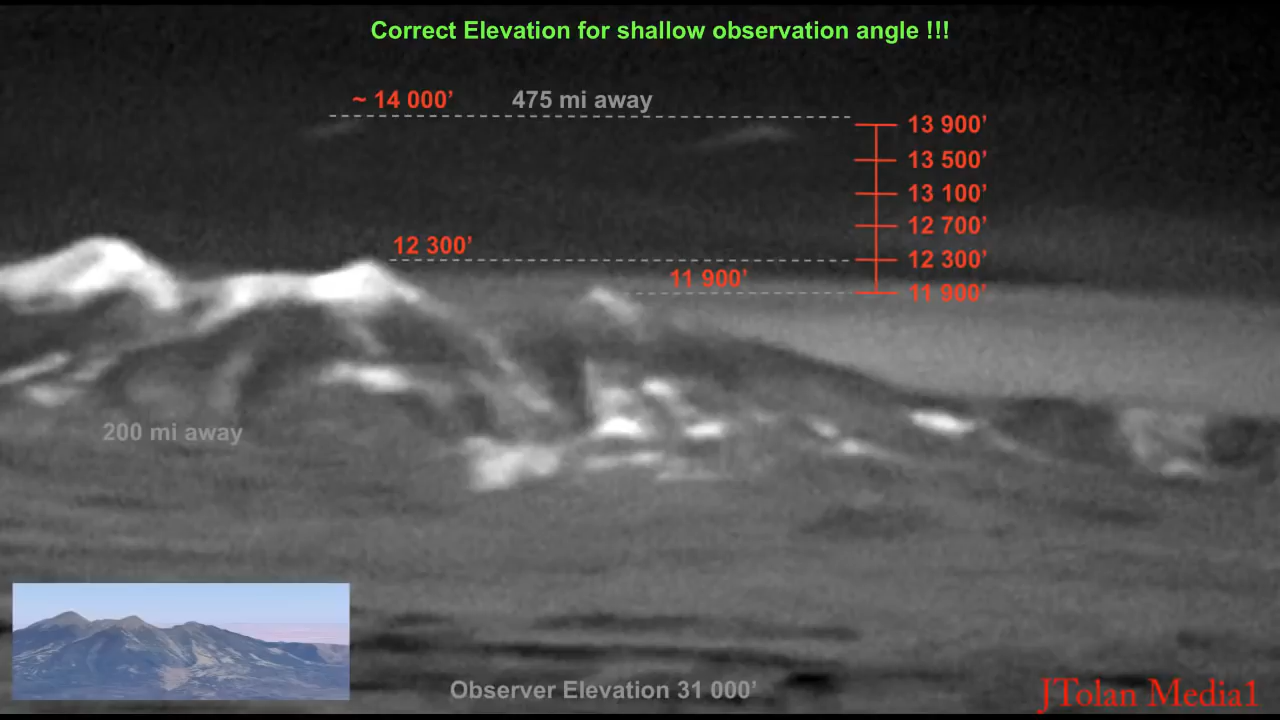 Correct Elevation for shallow observation angle !!!
~ 14 000’ 475 mi away
13 900’
13 500’
13 100’
12 700’
12 300’
12 300’
11 900’
11 900’
200 mi away
Observer Elevation 31 000’
JTolan Media1